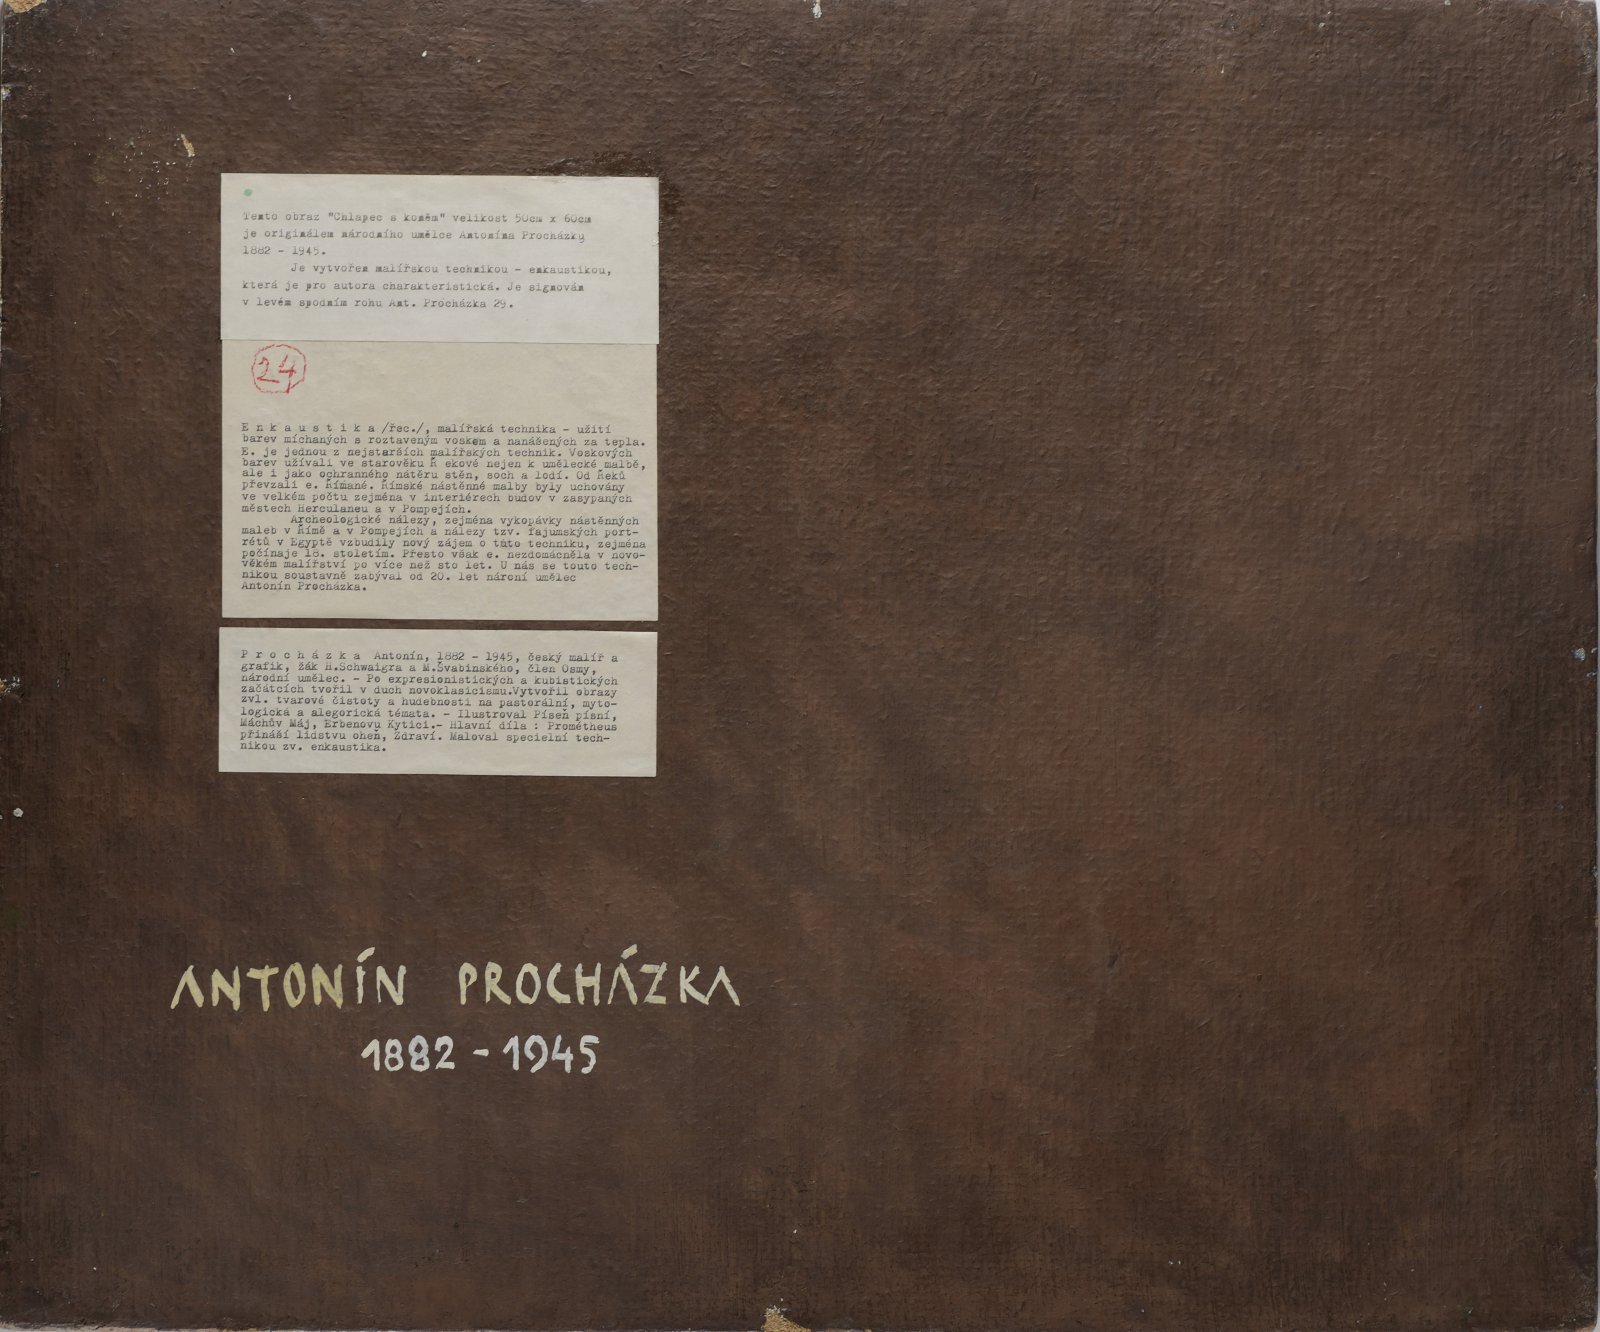 Tento obraz "Chlapec s koněm" velikost 50cm x 60cm
je originálem národního umělce Antonína Procházky
1882 - 1945.
Je vytvořen malířskou technikou - enkaustikou,
která je pro autora charakteristická. Je signován
v levém spodním rohu Ant. Procházka 29.
24
E n k a u s t i k a /řec./, malířská technika - užití
barev míchaných s roztaveným voskem a nanášených za tepla.
E. je jednou z nejstarších malířských technik. Voskových
barev užívali ve starověku Ř ekové nejen k umělecké malbě,
ale i jako ochranného nátěru stěn, soch a lodí. Od Řeků
převzali e. Římané. Římské nástěnné malby byly uchovány
ve velkém počtu zejména v interiérech budov v zasypaných
městech Herculaneu a v Pompejích.
Archeologické nálezy, zejména vykopávky nástěnných
maleb v Římě a v Pompejích a nálezy tzv. fajumských port-
rétů v Egyptě vzbudily nový zájem o tuto techniku, zejména
počínaje 18. stoletím. Přesto však e. nezdomácněla v novo-
věkém malířství po více než sto let. U nás se touto tech-
nikou soustavně zabýval od 20. let nároní umělec
Antonín Procházka.
P r o c h á z k a Antonín, 1882 - 1945, český malíř a
grafik, žák H.Schwaigra a M.Švabinského, člen Osmy,
národní umělec. - Po expresionistických a kubistických
začátcích tvořil v duch novoklasicismu.Vytvořil obrazy
zvl. tvarové čistoty a hudebnosti na pastorální, myto-
logická a alegorická témata. - Ilustroval Píseň písní,
Máchův Máj, Erbenovu Kytici.- Hlavní díla : Prométheus
přináší lidstvu oheň, Zdraví. Maloval specielní tech-
nikou zv. enkaustika.
ANTONÍN PROCHÁZKA
1882 - 1945